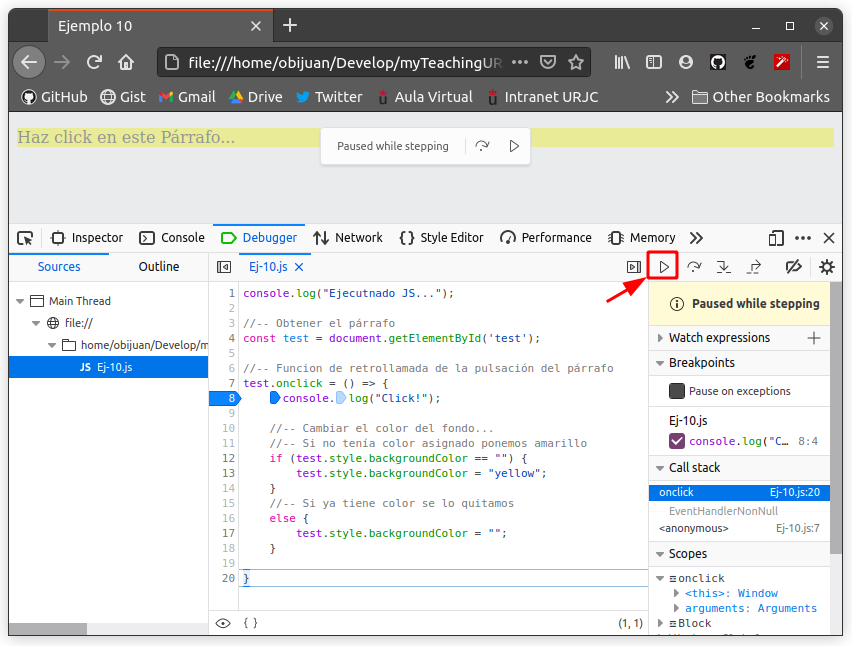 Ejemplo 10
file:///home/obijuan/Develop/myTeachingUR
GitHub Gist Gmail Drive Twitter Aula Virtual Intranet URJC Other Bookmarks
Haz click en este Párrafo...
Paused while stepping
Inspector Console Debugger Network Style Editor Performance Memory
Sources Outline Ej-10.js
Main Thread
file://
home/obijuan/Develop/m
JS Ej-10.js
1 console.log("Ejecutnado JS...");
2
3 //-- Obtener el párrafo
4 const test = document.getElementById('test');
5
6 //-- Funcion de retrollamada de la pulsación del párrafo
7 test.onclick = () => {
8 console.log("Click!");
9
10 //-- Cambiar el color del fondo...
11 //-- Si no tenía color asignado ponemos amarillo
12 if (test.style.backgroundColor == "") {
13 test.style.backgroundColor = "yellow";
14 }
15 //-- Si ya tiene color se lo quitamos
16 else {
17 test.style.backgroundColor = "";
18 }
19
20 }
{ } (1, 1)
Paused while stepping
Watch expressions
Breakpoints
Pause on exceptions
Ej-10.js
console.log("C… 8:4
Call stack
onclick Ej-10.js:20
EventHandlerNonNull
<anonymous> Ej-10.js:7
Scopes
onclick
<this>: Window
arguments: Arguments
Block